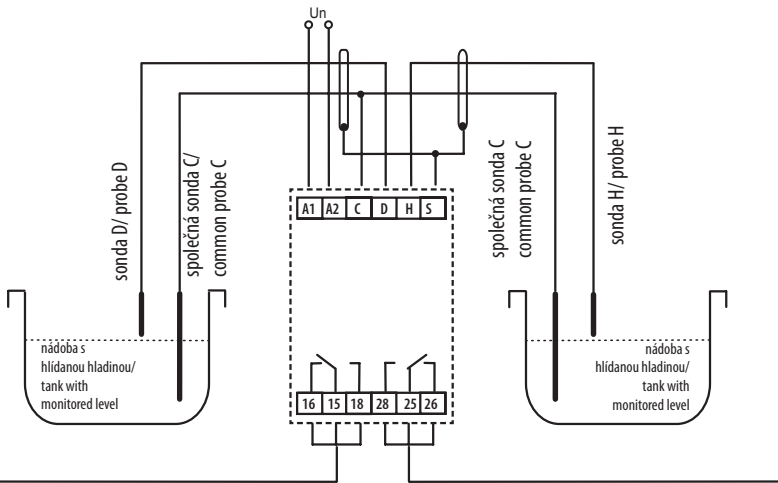 Un
sonda D/ probe D
společná sonda C/
common probe C
společná sonda C
common probe C
sonda H/ probe H
A1 A2 C D H S
nádoba s
hlídanou hladinou/
tank with
monitored level
nádoba s
hlídanou hladinou/
tank with
monitored level
16 15 18 28 25 26